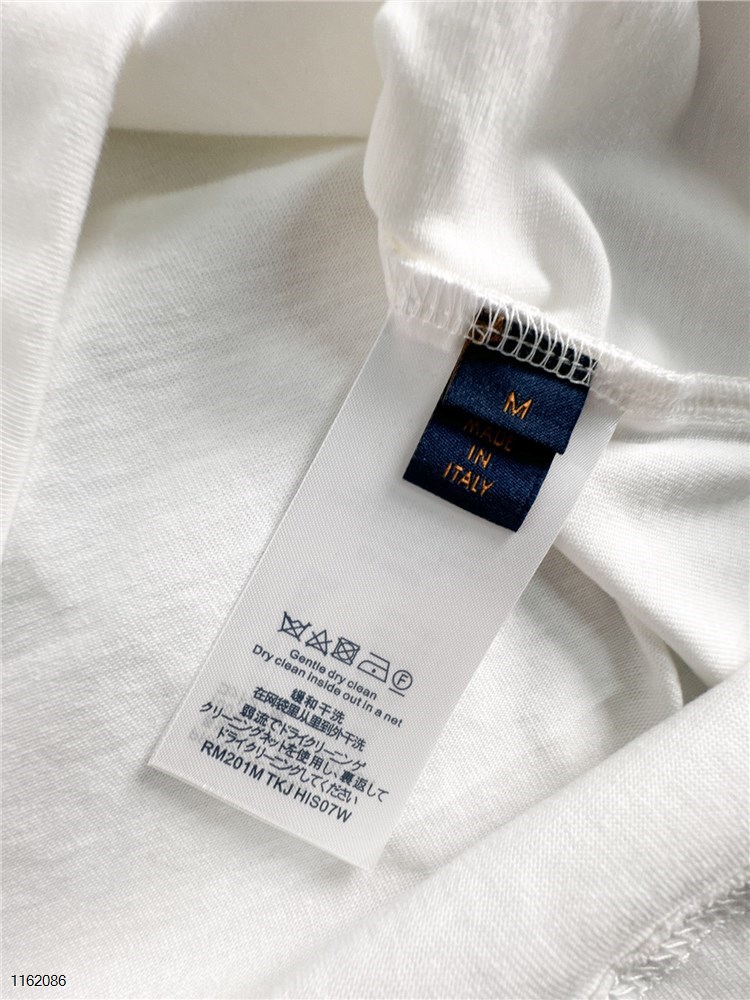 M
MADE
IN
ITALY
Gentle dry clean
Dry clean inside out in a net
缓和干洗
在网袋里从里到外干洗
弱流でドライクリーニング
クリーニングネットを使用し、裏返して
ドライクリーニングしてください
RM201M TKJ HIS07W
1162086